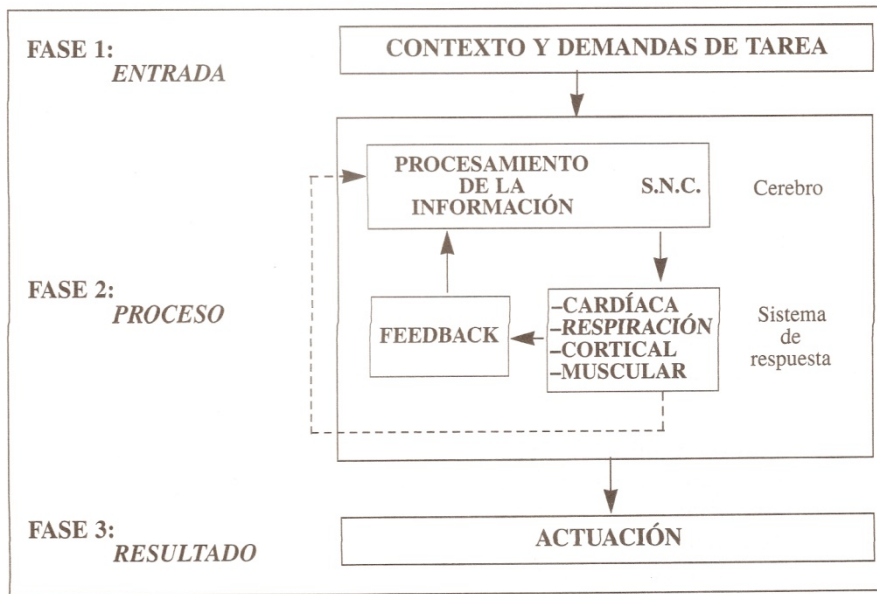 FASE 1:
ENTRADA
CONTEXTO Y DEMANDAS DE TAREA
PROCESAMIENTO
DE LA
INFORMACIÓN
S.N.C.
Cerebro
FASE 2:
PROCESO
FEEDBACK
–CARDÍACA
–RESPIRACIÓN
–CORTICAL
–MUSCULAR
Sistema
de
respuesta
FASE 3:
RESULTADO
ACTUACIÓN